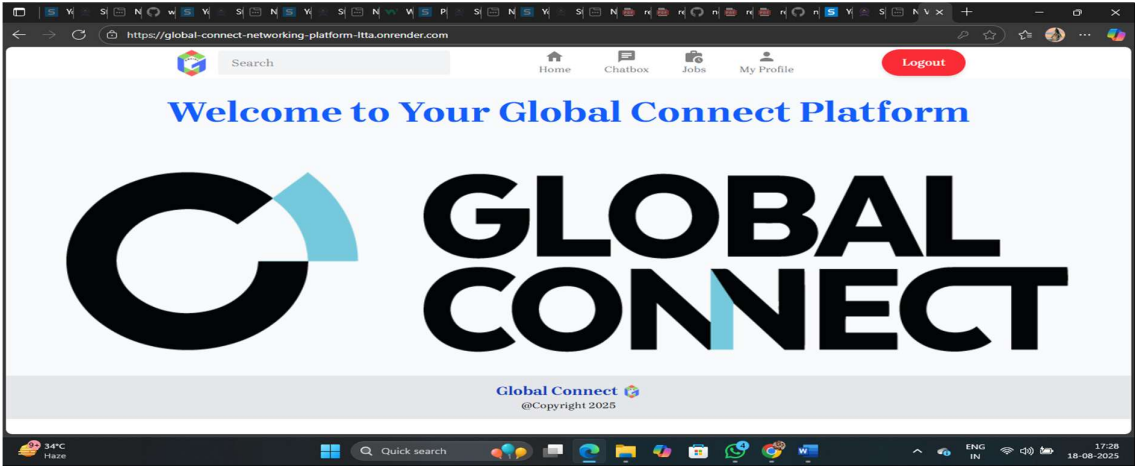 https://global-connect-networking-platform-ltta.onrender.com
Search
Home
Chatbox
Jobs
My Profile
Logout
Welcome to Your Global Connect Platform
GLOBAL
CONNECT
Global Connect
@Copyright 2025
9+
34°C
Haze
Quick search
4
ENG
IN
17:28
18-08-2025